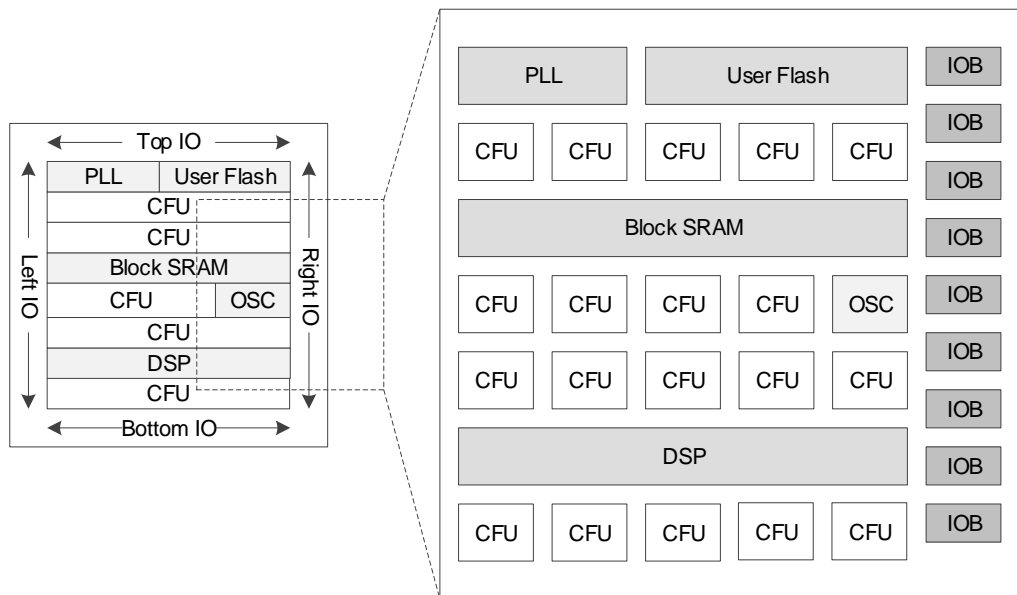 Top IO
PLL User Flash
CFU
CFU
Block SRAM
CFU OSC
CFU
DSP
CFU
Bottom IO
Left IO
Right IO
PLL User Flash IOB
IOB
CFU CFU CFU CFU CFU
IOB
Block SRAM IOB
CFU CFU CFU CFU OSC IOB
IOB
CFU CFU CFU CFU CFU
IOB
DSP IOB
CFU CFU CFU CFU CFU IOB